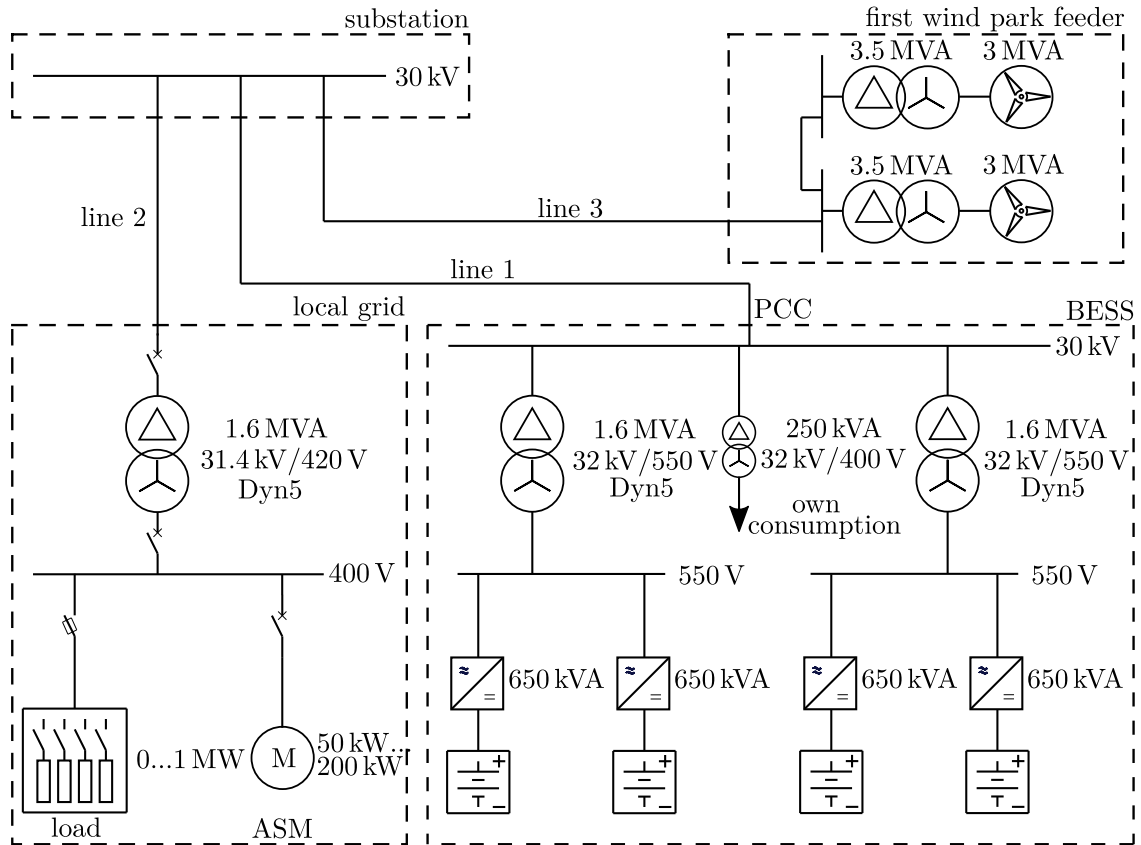 substation
30 kV
first wind park feeder
3.5 MVA
3 MVA
3.5 MVA
3 MVA
line 2
line 3
line 1
PCC
local grid
1.6 MVA
31.4 kV/420 V
Dyn5
400 V
0...1 MW
M
50 kW...
200 kW
load
ASM
BESS
30 kV
1.6 MVA
32 kV/550 V
Dyn5
250 kVA
32 kV/400 V
own
consumption
1.6 MVA
32 kV/550 V
Dyn5
550 V
550 V
≈
=
650 kVA
≈
=
650 kVA
≈
=
650 kVA
≈
=
650 kVA
+
−
+
−
+
−
+
−